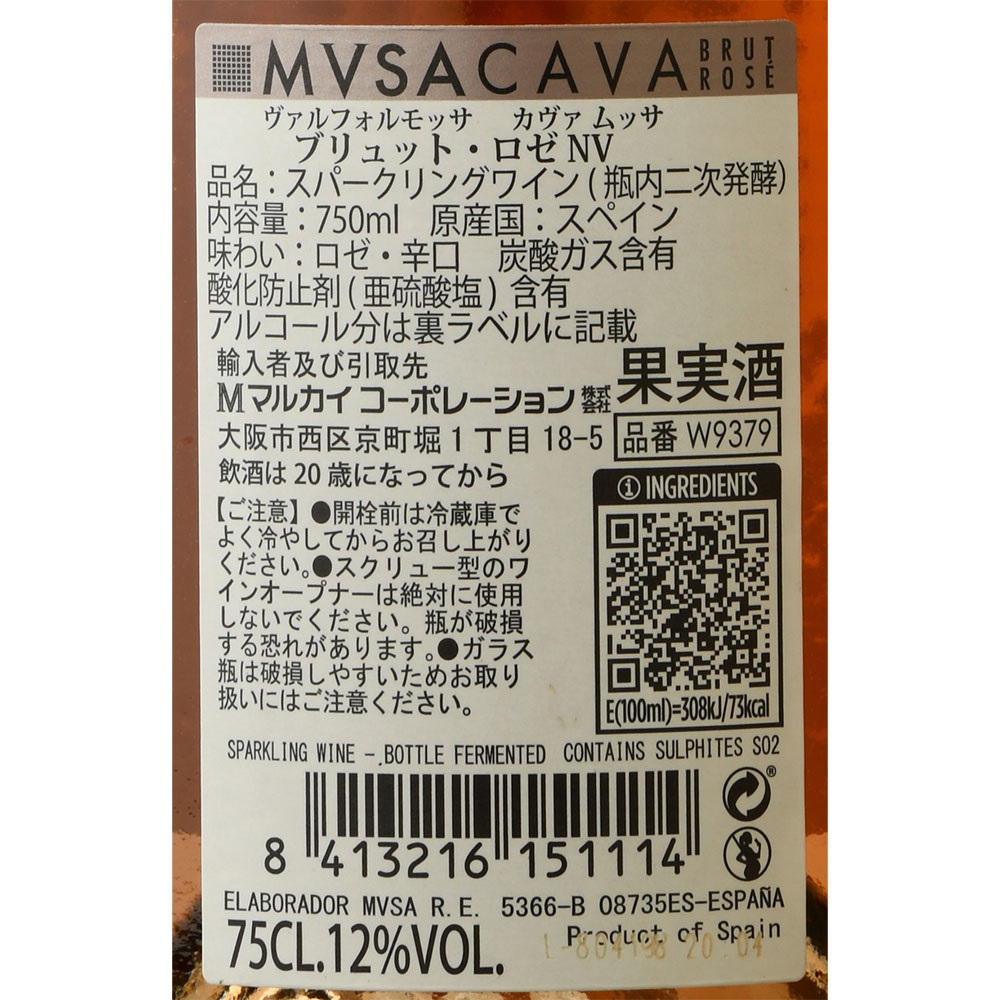 MVSA CAVA BRUT ROSÉ
ヴァルフォルモッサ　カヴァ ムッサ
ブリュット・ロゼ NV
品名：スパークリングワイン(瓶内二次発酵)
内容量：750ml　原産国：スペイン
味わい：ロゼ・辛口　炭酸ガス含有
酸化防止剤(亜硫酸塩)含有
アルコール分は裏ラベルに記載
輸入者及び引取先
Mマルカイコーポレーション株式会社
大阪市西区京町堀1丁目18-5
飲酒は20歳になってから
果実酒
品番 W9379
【ご注意】●開栓前は冷蔵庫で
よく冷やしてからお召し上がり
ください。●スクリュー型のワ
インオープナーは絶対に使用
しないでください。瓶が破損
する恐れがあります。●ガラス
瓶は破損しやすいためお取り
扱いにはご注意ください。
i INGREDIENTS
E(100ml)=308kJ/73kcal
SPARKLING WINE - BOTTLE FERMENTED CONTAINS SULPHITES SO2
8 413216 151114
ELABORADOR MVSA R.E. 5366-B 08735ES-ESPAÑA
75CL.12%VOL.
Product of Spain